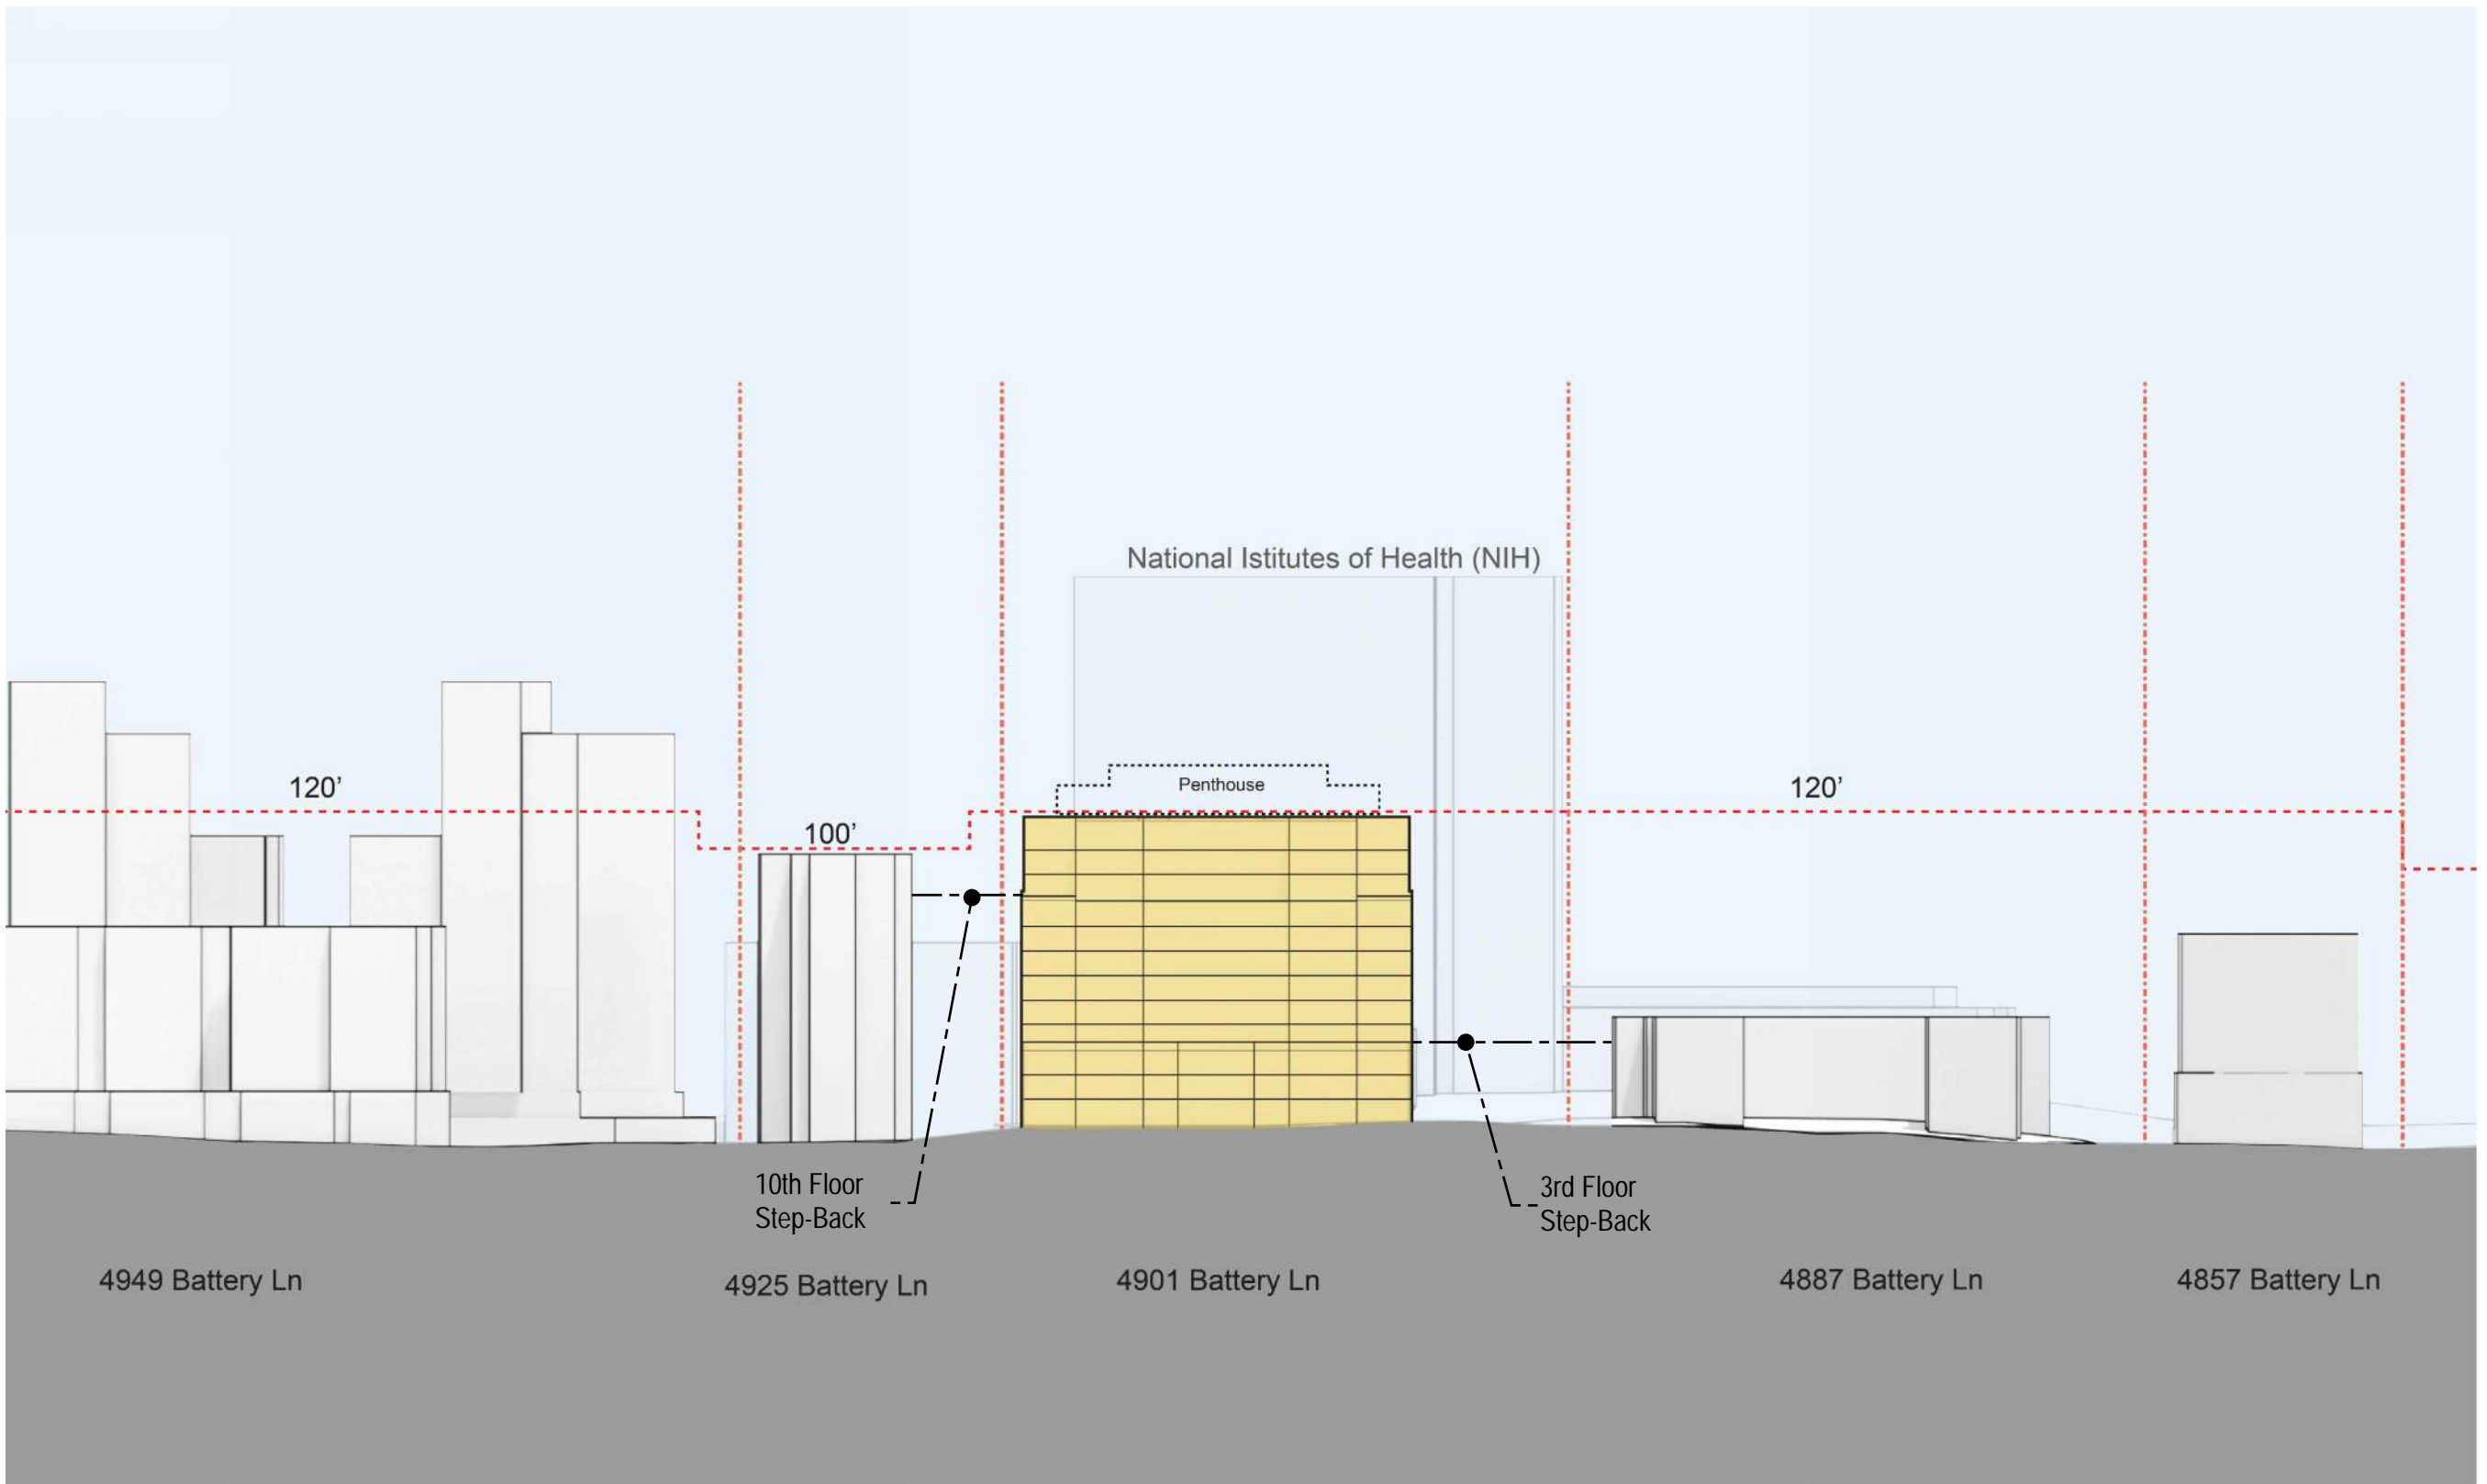 National Istitutes of Health (NIH)
Penthouse
120’
120’
100’
10th Floor
Step-Back
3rd Floor
Step-Back
4949 Battery Ln
4925 Battery Ln
4901 Battery Ln
4887 Battery Ln
4857 Battery Ln